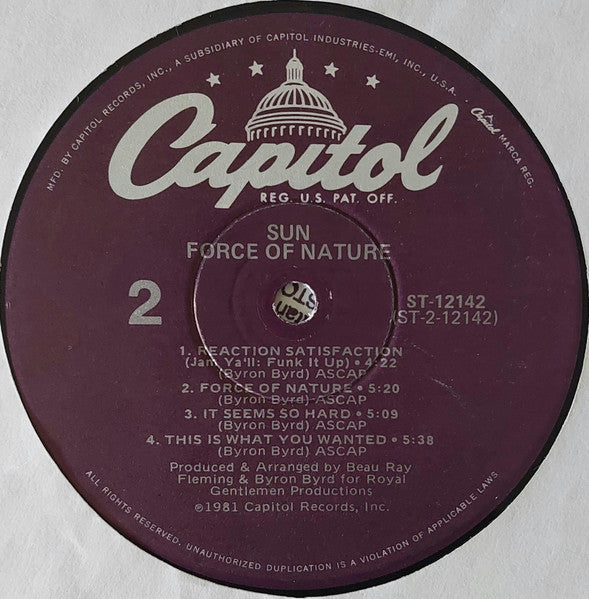 MFD. BY CAPITOL RECORDS, INC., A SUBSIDIARY OF CAPITOL INDUSTRIES-EMI, INC., U.S.A.
Capitol MARCA REG.
Capitol
REG. U.S. PAT. OFF.
SUN
FORCE OF NATURE
2
ST-12142
(ST-2-12142)
1. REACTION SATISFACTION
(Jam Ya'll: Funk It Up) • 4:22
(Byron Byrd) ASCAP
2. FORCE OF NATURE • 5:20
(Byron Byrd) ASCAP
3. IT SEEMS SO HARD • 5:09
(Byron Byrd) ASCAP
4. THIS IS WHAT YOU WANTED • 5:38
(Byron Byrd) ASCAP
Produced & Arranged by Beau Ray
Fleming & Byron Byrd for Royal
Gentlemen Productions
℗1981 Capitol Records, Inc.
ALL RIGHTS RESERVED. UNAUTHORIZED DUPLICATION IS A VIOLATION OF APPLICABLE LAWS